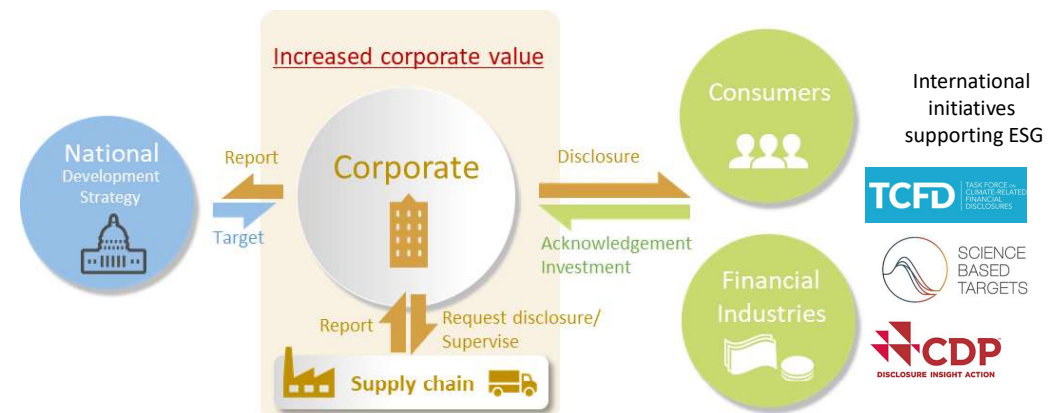 Increased corporate value
National
Development
Strategy
Report
Target
Corporate
Report
Request disclosure/
Supervise
Supply chain
Disclosure
Acknowledgement
Investment
Consumers
Financial
Industries
International
initiatives
supporting ESG
TCFD
TASK FORCE ON
CLIMATE-RELATED
FINANCIAL
DISCLOSURES
SCIENCE
BASED
TARGETS
CDP
DISCLOSURE INSIGHT ACTION